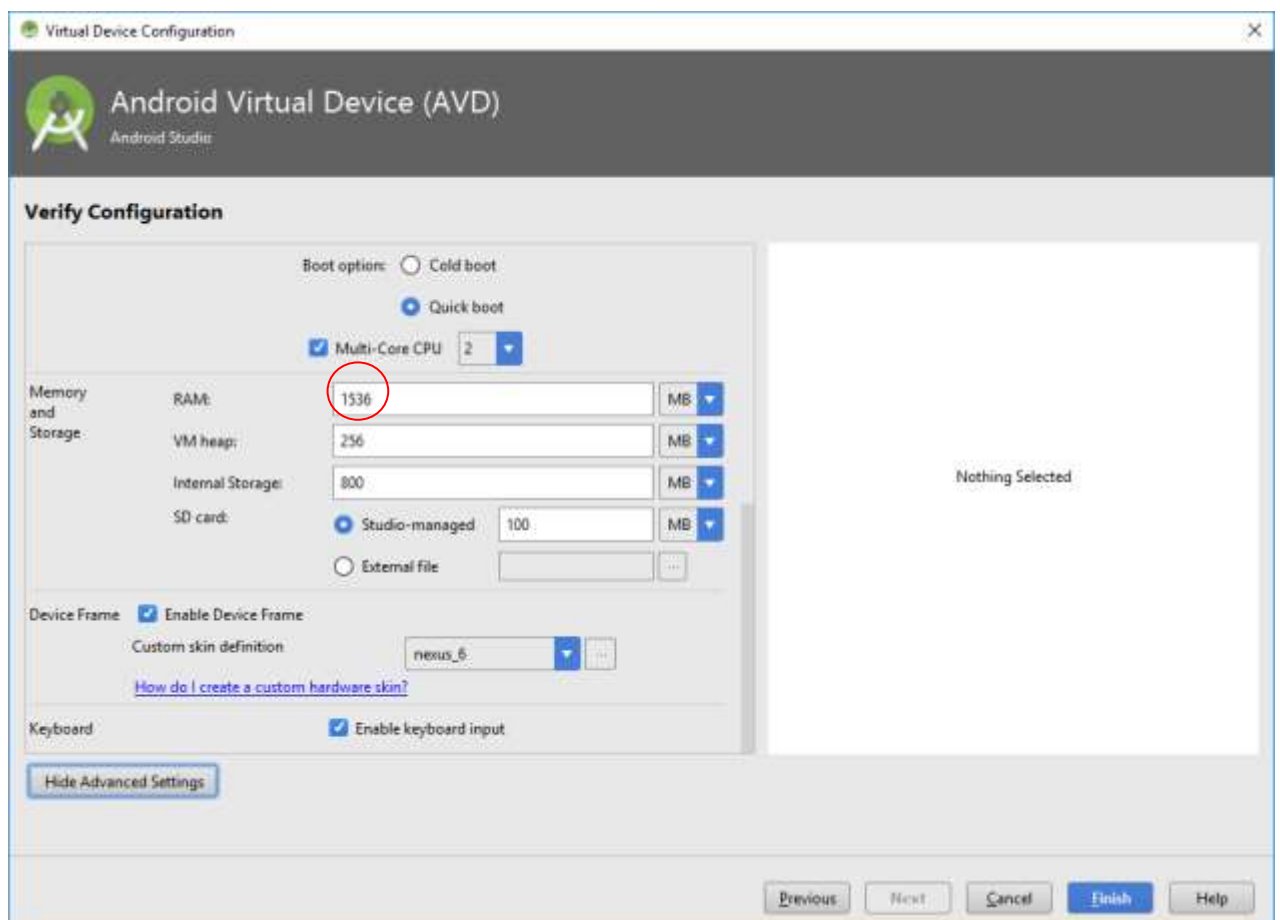 Virtual Device Configuration
Android Virtual Device (AVD)
Android Studio
Verify Configuration
Boot option: Cold boot
Quick boot
Multi-Core CPU 2
Memory and Storage
RAM: 1536 MB
VM heap: 256 MB
Internal Storage: 800 MB
SD card: Studio-managed 100 MB
External file ...
Device Frame Enable Device Frame
Custom skin definition nexus_6 ...
How do I create a custom hardware skin?
Keyboard Enable keyboard input
Nothing Selected
Hide Advanced Settings
Previous Next Cancel Finish Help